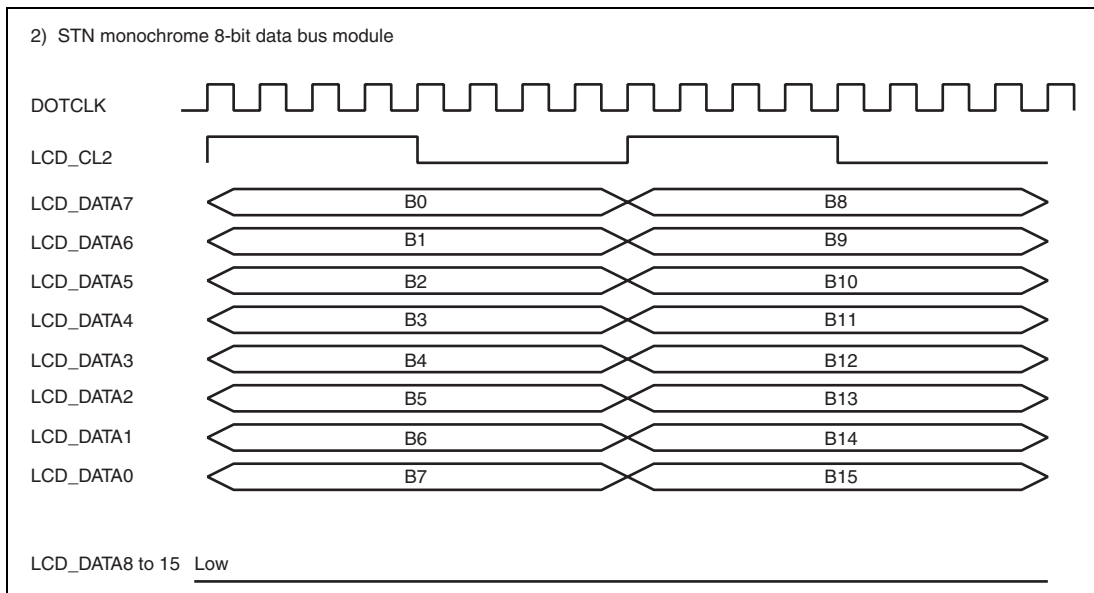 2) STN monochrome 8-bit data bus module
DOTCLK
LCD_CL2
LCD_DATA7 B0 B8
LCD_DATA6 B1 B9
LCD_DATA5 B2 B10
LCD_DATA4 B3 B11
LCD_DATA3 B4 B12
LCD_DATA2 B5 B13
LCD_DATA1 B6 B14
LCD_DATA0 B7 B15
LCD_DATA8 to 15 Low